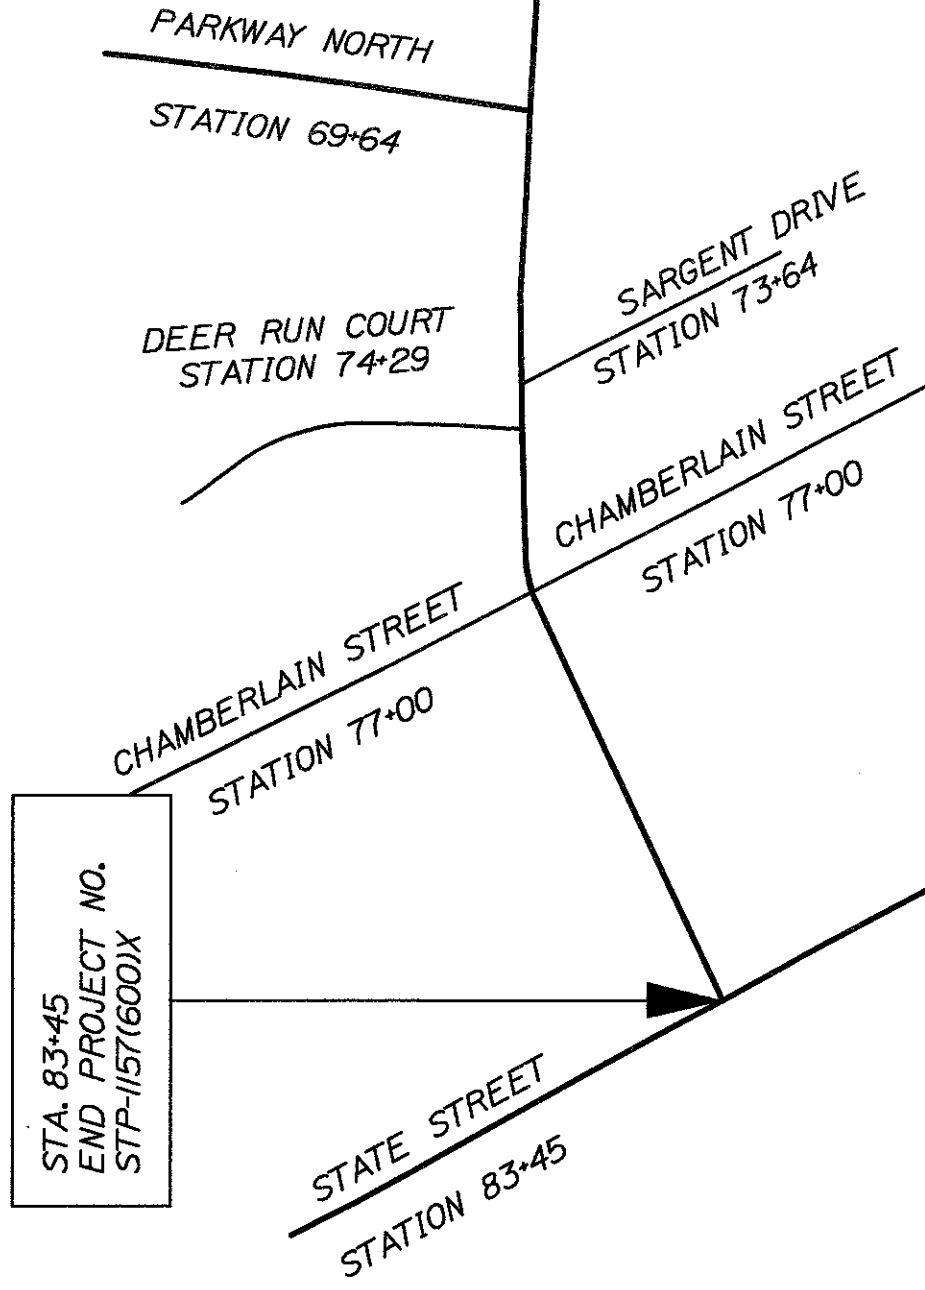 PARKWAY NORTH
STATION 69+64
SARGENT DRIVE
STATION 73+64
DEER RUN COURT
STATION 74+29
CHAMBERLAIN STREET
STATION 77+00
CHAMBERLAIN STREET
STATION 77+00
STA. 83+45
END PROJECT NO.
STP-1157(600)X
STATE STREET
STATION 83+45